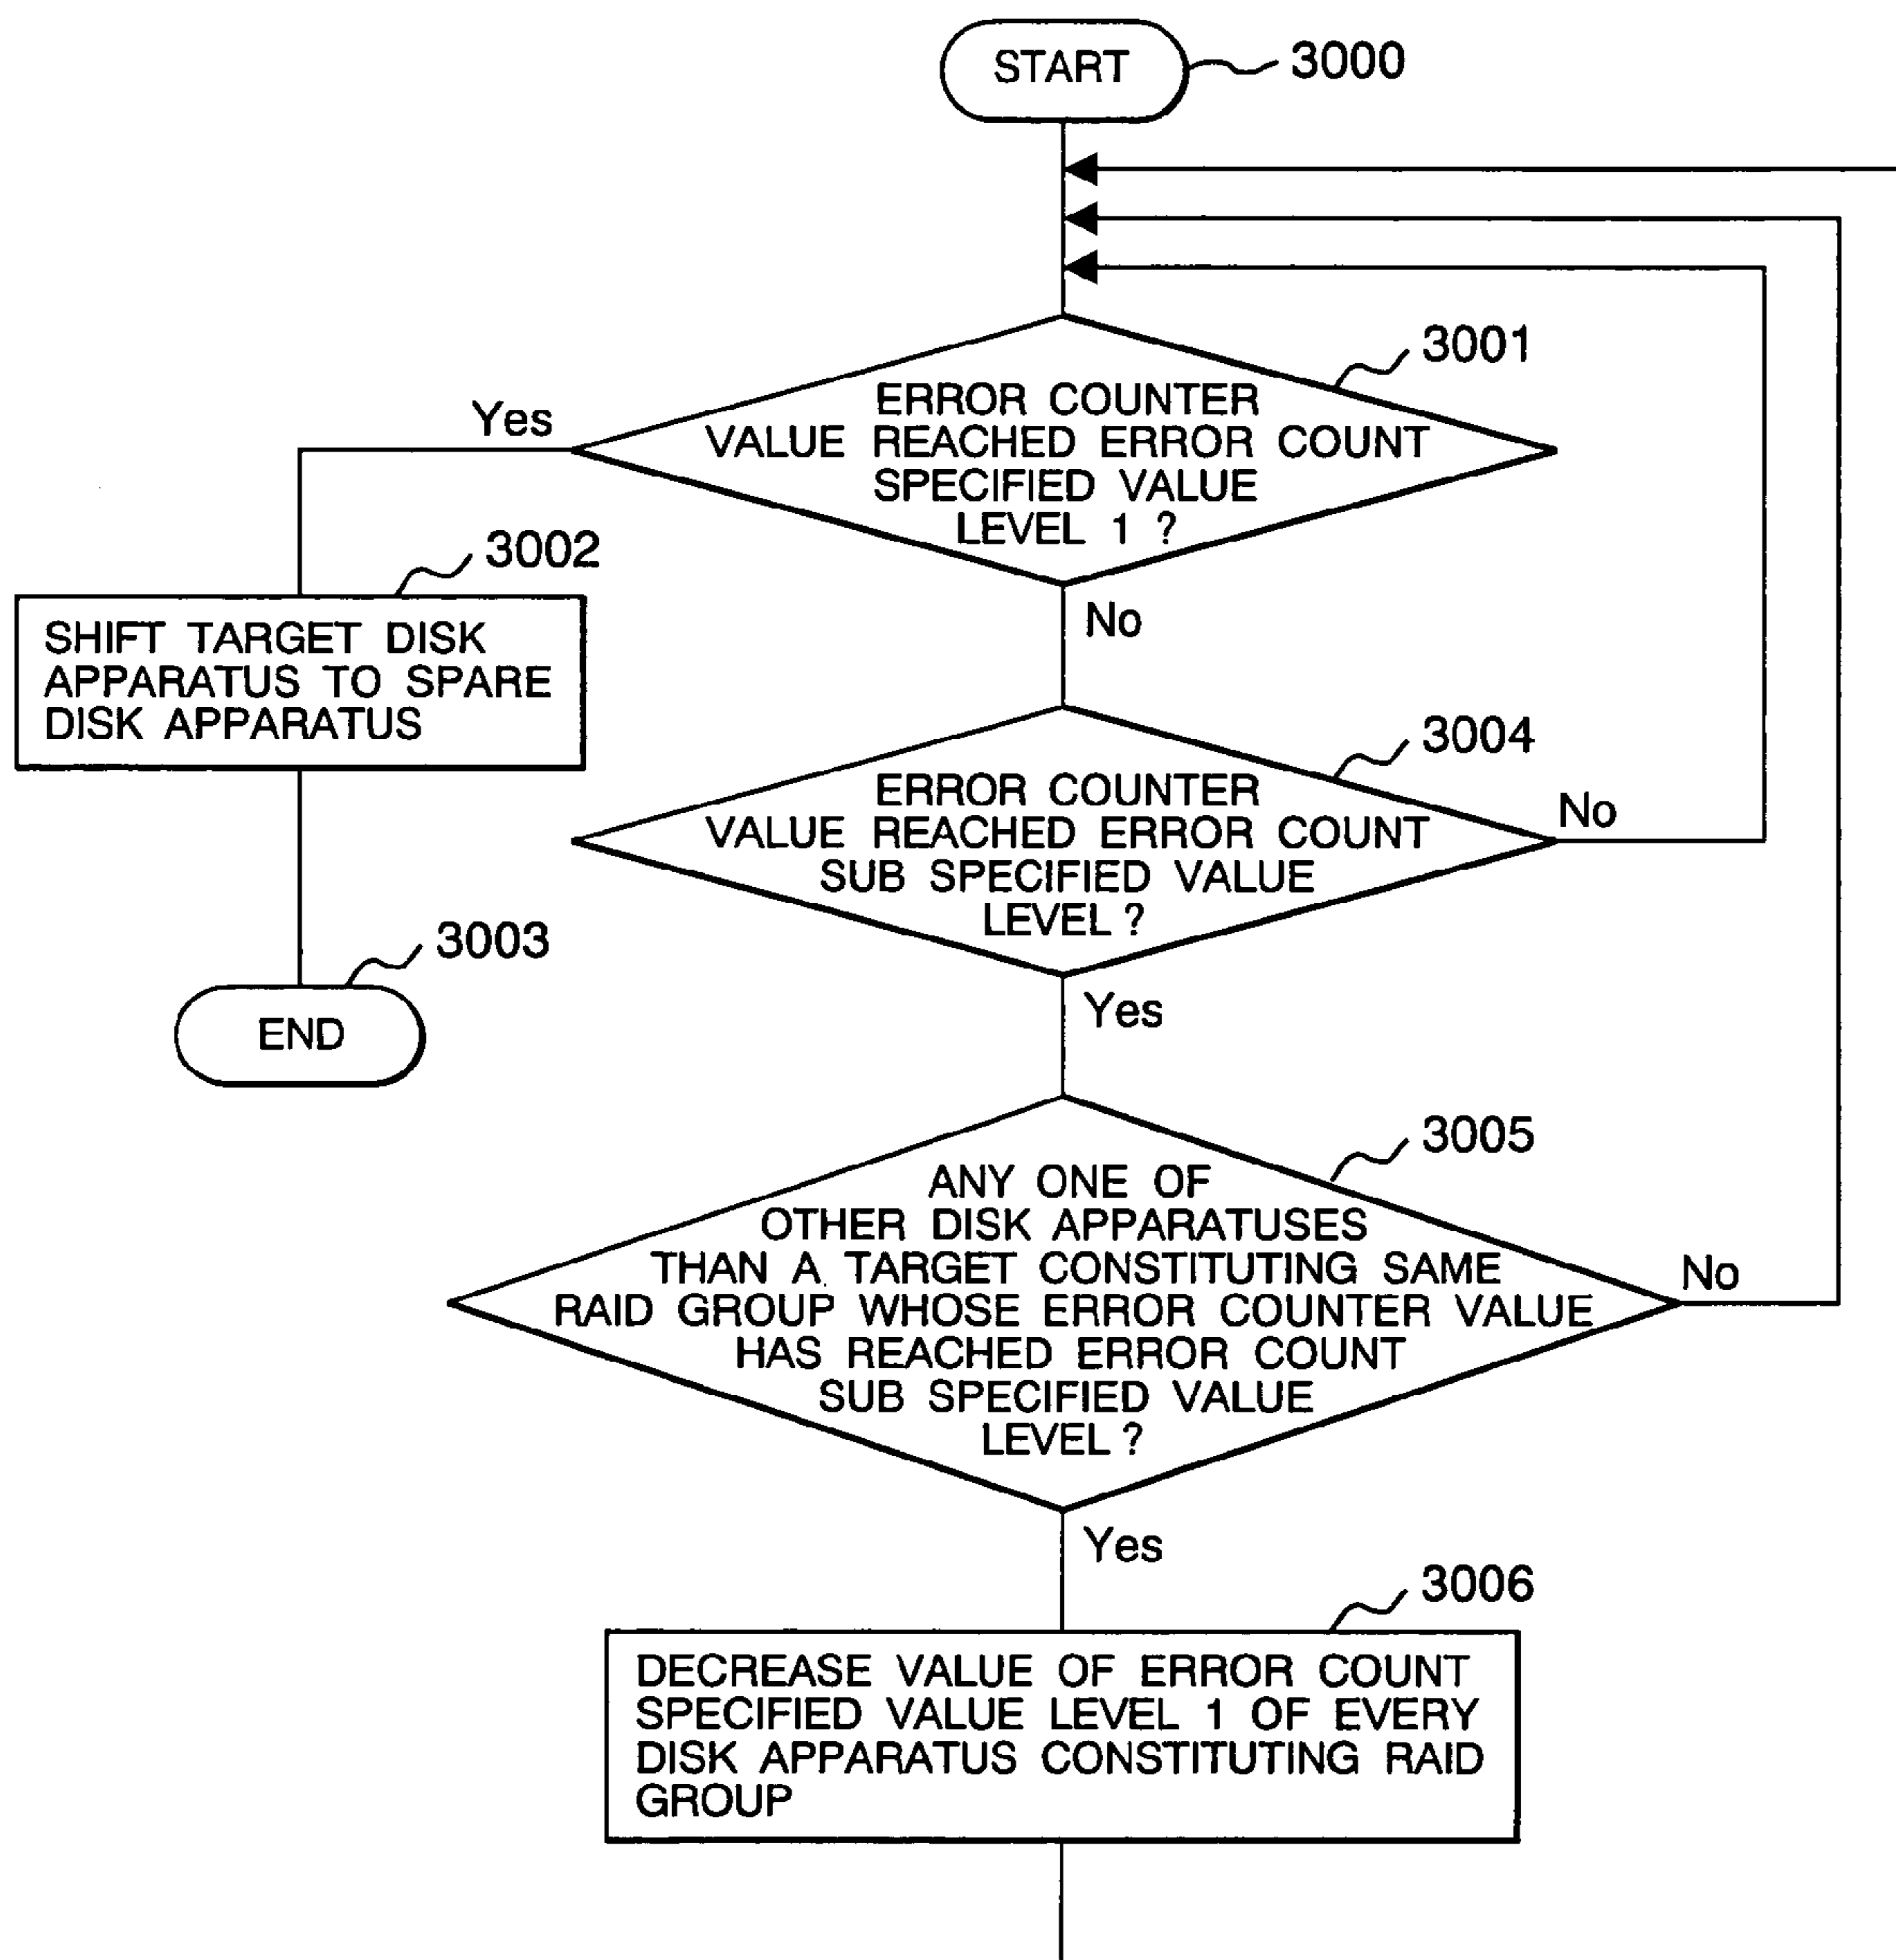 START
3000
3001
ERROR COUNTER
VALUE REACHED ERROR COUNT
SPECIFIED VALUE
LEVEL 1 ?
Yes
No
3002
SHIFT TARGET DISK
APPARATUS TO SPARE
DISK APPARATUS
3003
END
3004
ERROR COUNTER
VALUE REACHED ERROR COUNT
SUB SPECIFIED VALUE
LEVEL ?
No
Yes
3005
ANY ONE OF
OTHER DISK APPARATUSES
THAN A TARGET CONSTITUTING SAME
RAID GROUP WHOSE ERROR COUNTER VALUE
HAS REACHED ERROR COUNT
SUB SPECIFIED VALUE
LEVEL ?
No
Yes
3006
DECREASE VALUE OF ERROR COUNT
SPECIFIED VALUE LEVEL 1 OF EVERY
DISK APPARATUS CONSTITUTING RAID
GROUP